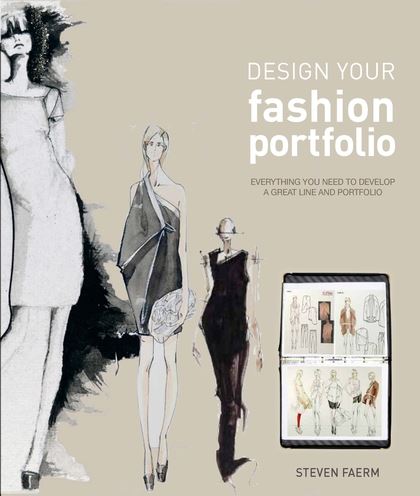 DESIGN YOUR
fashion
portfolio
EVERYTHING YOU NEED TO DEVELOP
A GREAT LINE AND PORTFOLIO
STEVEN FAERM